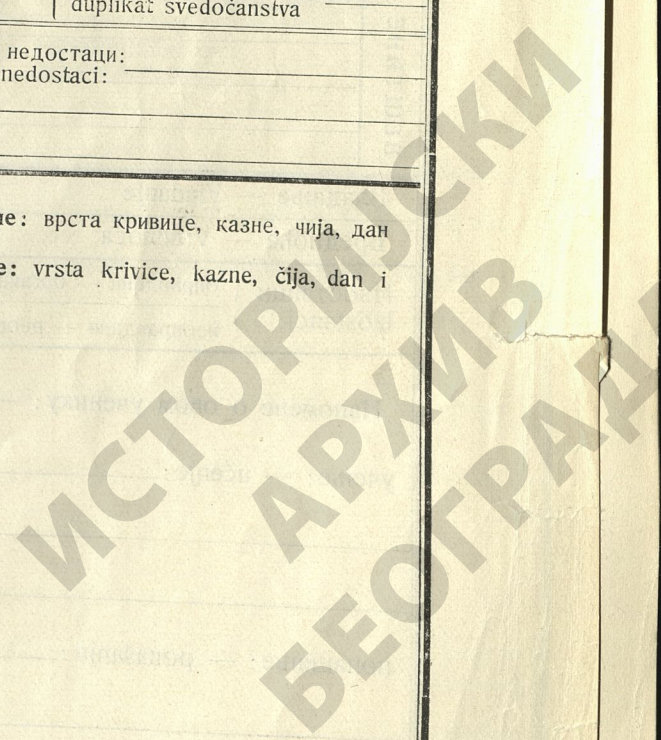 duplikat svedočanstva
недостаци:
nedostaci:
не: врста кривице, казне, чија, дан
e: vrsta krivice, kazne, čija, dan i
ИСТОРИЈСКИ
АРХИВ
БЕОГРАДА